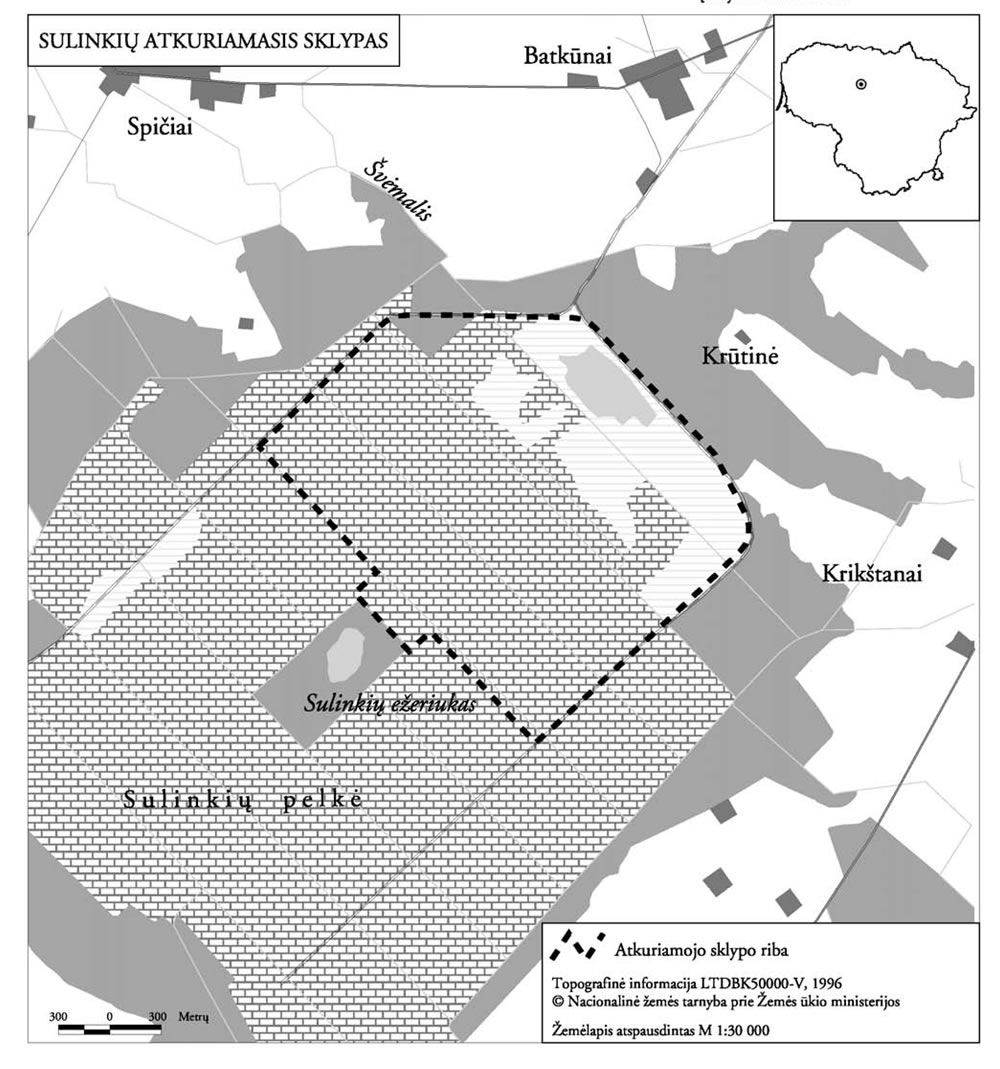 SULINKIŲ ATKURIAMASIS SKLYPAS
Batkūnai
Spičiai
Švėmalis
Krūtinė
Krikštanai
Sulinkių ežeriukas
Sulinkių pelkė
Atkuriamojo sklypo riba
Topografinė informacija LTDBK50000-V, 1996
© Nacionalinė žemės tarnyba prie Žemės ūkio ministerijos
Žemėlapis atspausdintas M 1:30 000
300 0 300 Metrų